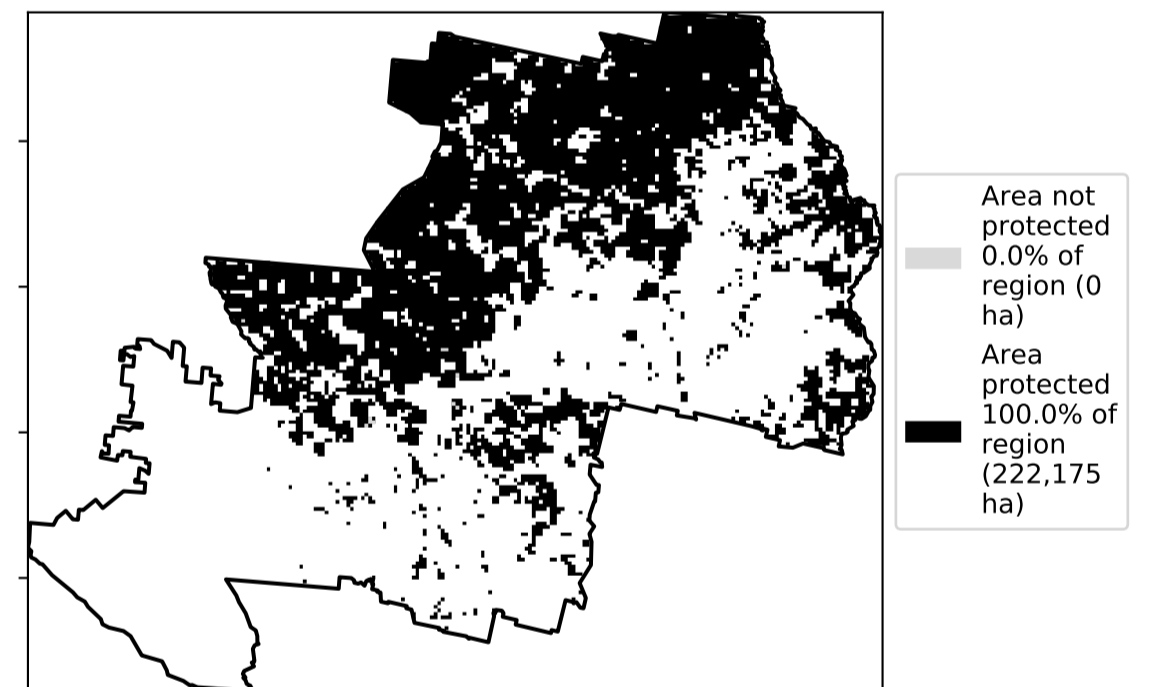 Area not
protected
0.0% of
region (0
ha)
Area
protected
100.0% of
region
(222,175
ha)